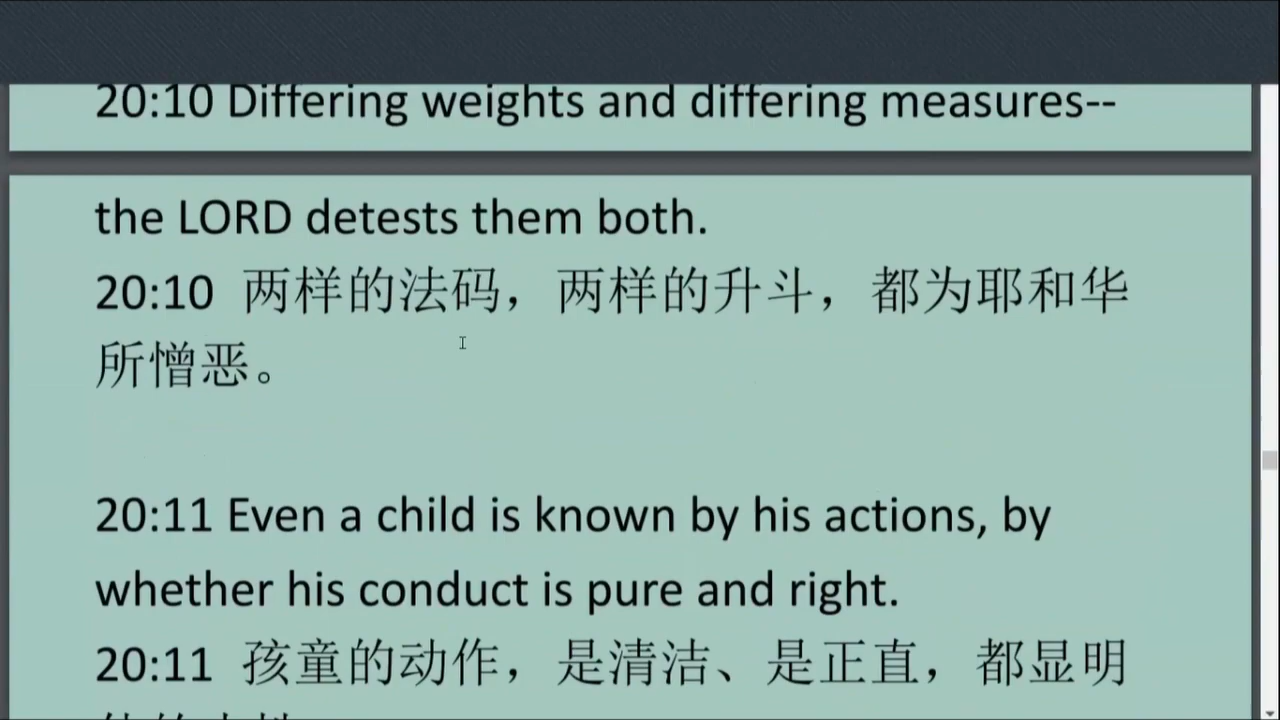 20:10 Differing weights and differing measures--
the LORD detests them both.
20:10 两样的法码，两样的升斗，都为耶和华
所憎恶。
20:11 Even a child is known by his actions, by
whether his conduct is pure and right.
20:11 孩童的动作，是清洁、是正直，都显明